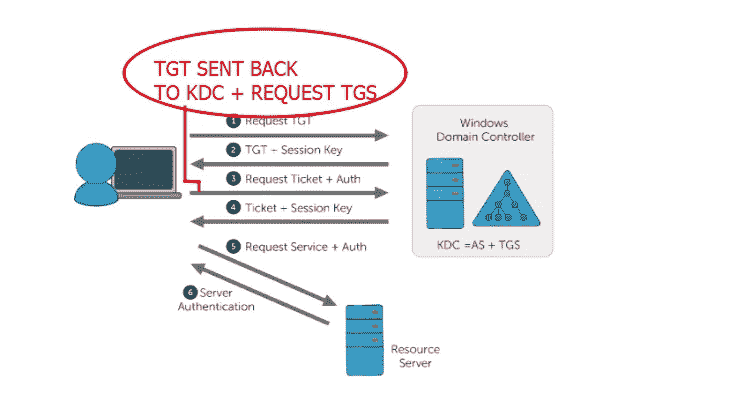 TGT SENT BACK
TO KDC + REQUEST TGS
1 Request TGT
2 TGT + Session Key
3 Request Ticket + Auth
4 Ticket + Session Key
5 Request Service + Auth
6 Server
Authentication
Windows
Domain Controller
KDC =AS + TGS
Resource
Server